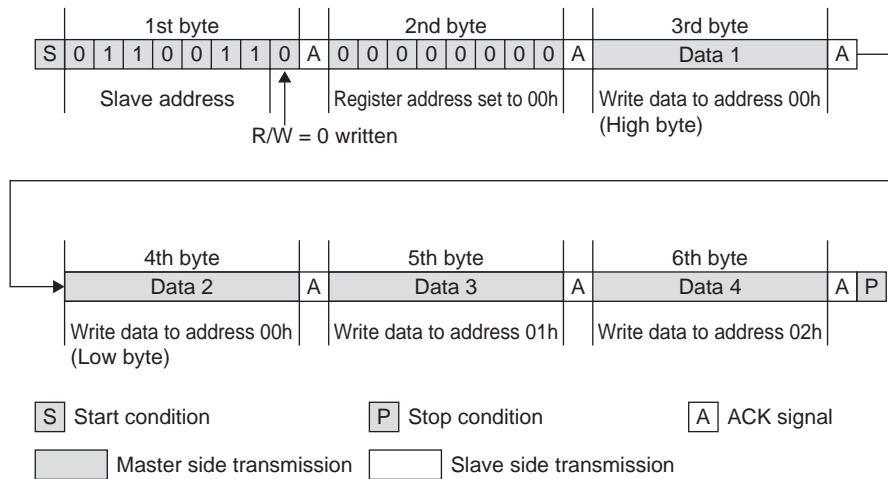 1st byte 2nd byte 3rd byte
S 0 1 1 0 0 1 1 0 A 0 0 0 0 0 0 0 0 A Data 1 A
Slave address Register address set to 00h Write data to address 00h
(High byte)
R/W = 0 written
4th byte 5th byte 6th byte
Data 2 A Data 3 A Data 4 A P
Write data to address 00h Write data to address 01h Write data to address 02h
(Low byte)
S Start condition P Stop condition A ACK signal
Master side transmission Slave side transmission